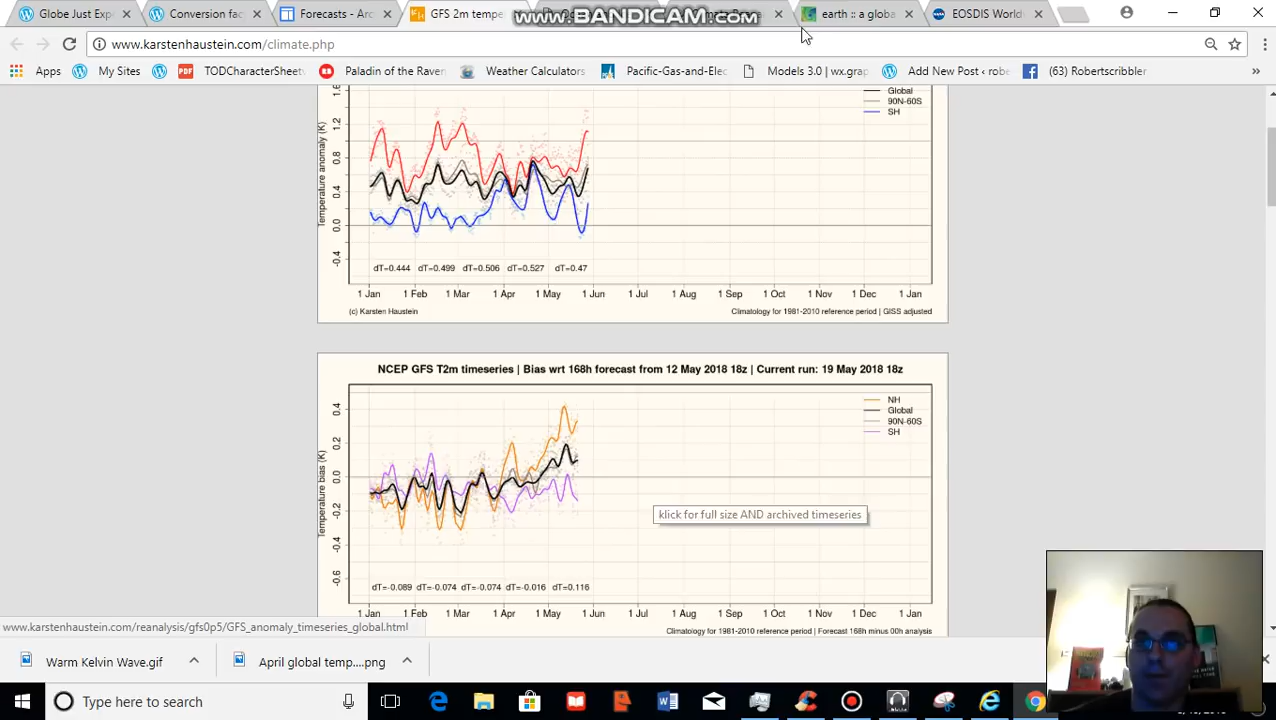 Globe Just Exp
Conversion fac
Forecasts - Arc
GFS 2m tempe
www.BANDICAM.com
earth :: a globa
EOSDIS World
www.karstenhaustein.com/climate.php
Apps
My Sites
TODCharacterSheets
Paladin of the Raven
Weather Calculators
Pacific-Gas-and-Elec
Models 3.0 | wx.grap
Add New Post ‹ robe
(63) Robertscribbler
»
Temperature anomaly (K)
1.6
1.2
0.8
0.4
0.0
-0.4
Global
90N-60S
SH
dT=0.444 dT=0.499 dT=0.506 dT=0.527 dT=0.47
1 Jan 1 Feb 1 Mar 1 Apr 1 May 1 Jun 1 Jul 1 Aug 1 Sep 1 Oct 1 Nov 1 Dec 1 Jan
(c) Karsten Haustein
Climatology for 1981-2010 reference period | GISS adjusted
NCEP GFS T2m timeseries | Bias wrt 168h forecast from 12 May 2018 18z | Current run: 19 May 2018 18z
Temperature bias (K)
0.4
0.2
0.0
-0.2
-0.4
-0.6
NH
Global
90N-60S
SH
klick for full size AND archived timeseries
dT=-0.089 dT=-0.074 dT=-0.074 dT=-0.016 dT=0.116
1 Jan 1 Feb 1 Mar 1 Apr 1 May 1 Jun 1 Jul 1 Aug 1 Sep 1 Oct 1 Nov 1 Dec 1 Jan
Climatology for 1981-2010 reference period | Forecast 168h minus 00h analysis
www.karstenhaustein.com/reanalysis/gfs0p5/GFS_anomaly_timeseries_global.html
Warm Kelvin Wave.gif
April global temp....png
Type here to search